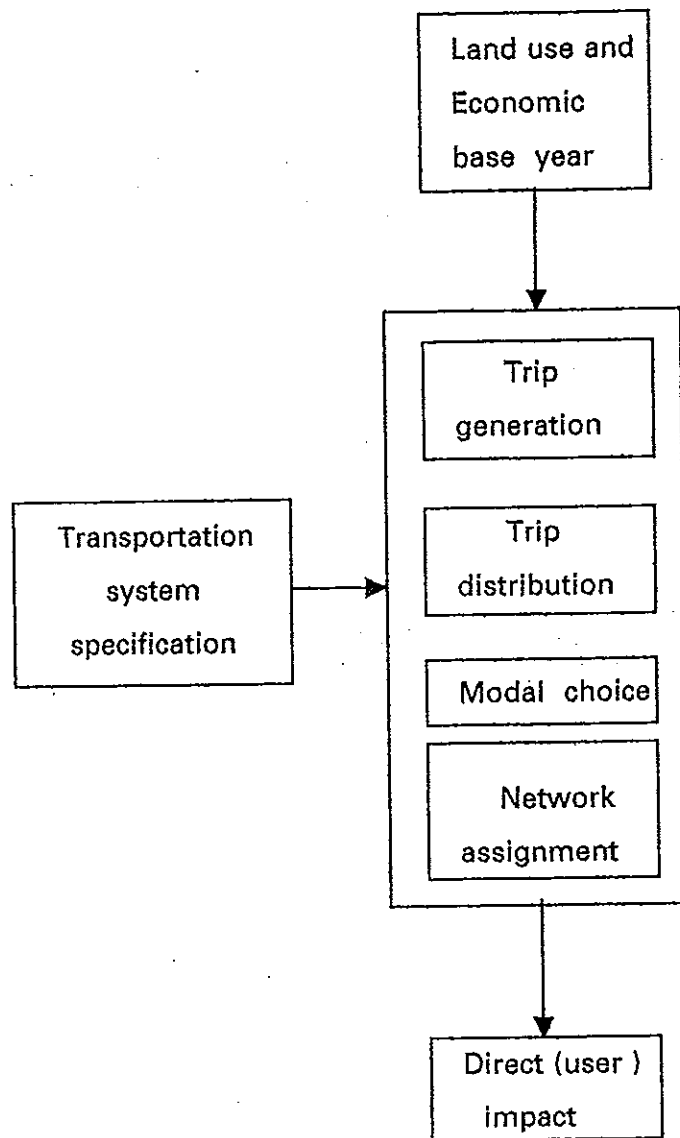 Land use and
Economic
base year
Trip
generation
Trip
distribution
Transportation
system
specification
Modal choice
Network
assignment
Direct (user )
impact